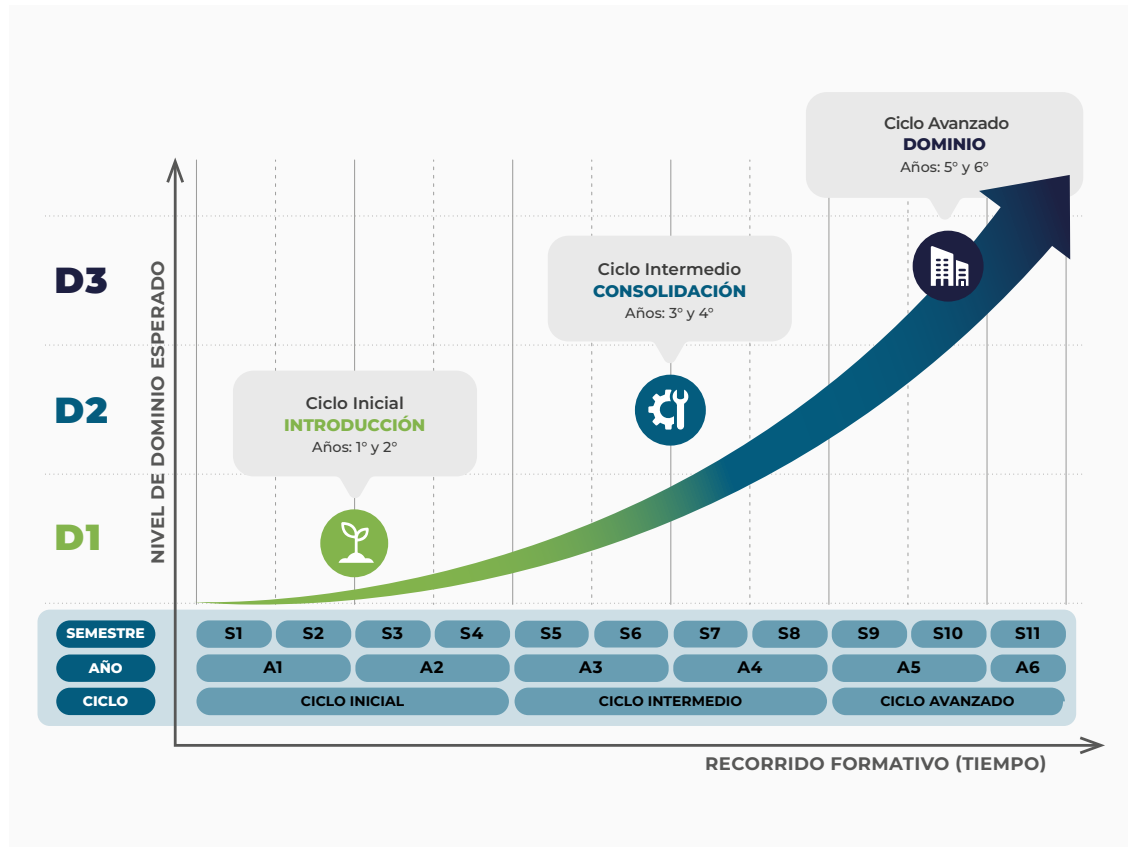 Ciclo Avanzado
DOMINIO
Años: 5° y 6°
Ciclo Intermedio
CONSOLIDACIÓN
Años: 3° y 4°
Ciclo Inicial
INTRODUCCIÓN
Años: 1° y 2°
NIVEL DE DOMINIO ESPERADO
D3
D2
D1
SEMESTRE S1 S2 S3 S4 S5 S6 S7 S8 S9 S10 S11
AÑO A1 A2 A3 A4 A5 A6
CICLO CICLO INICIAL CICLO INTERMEDIO CICLO AVANZADO
RECORRIDO FORMATIVO (TIEMPO)